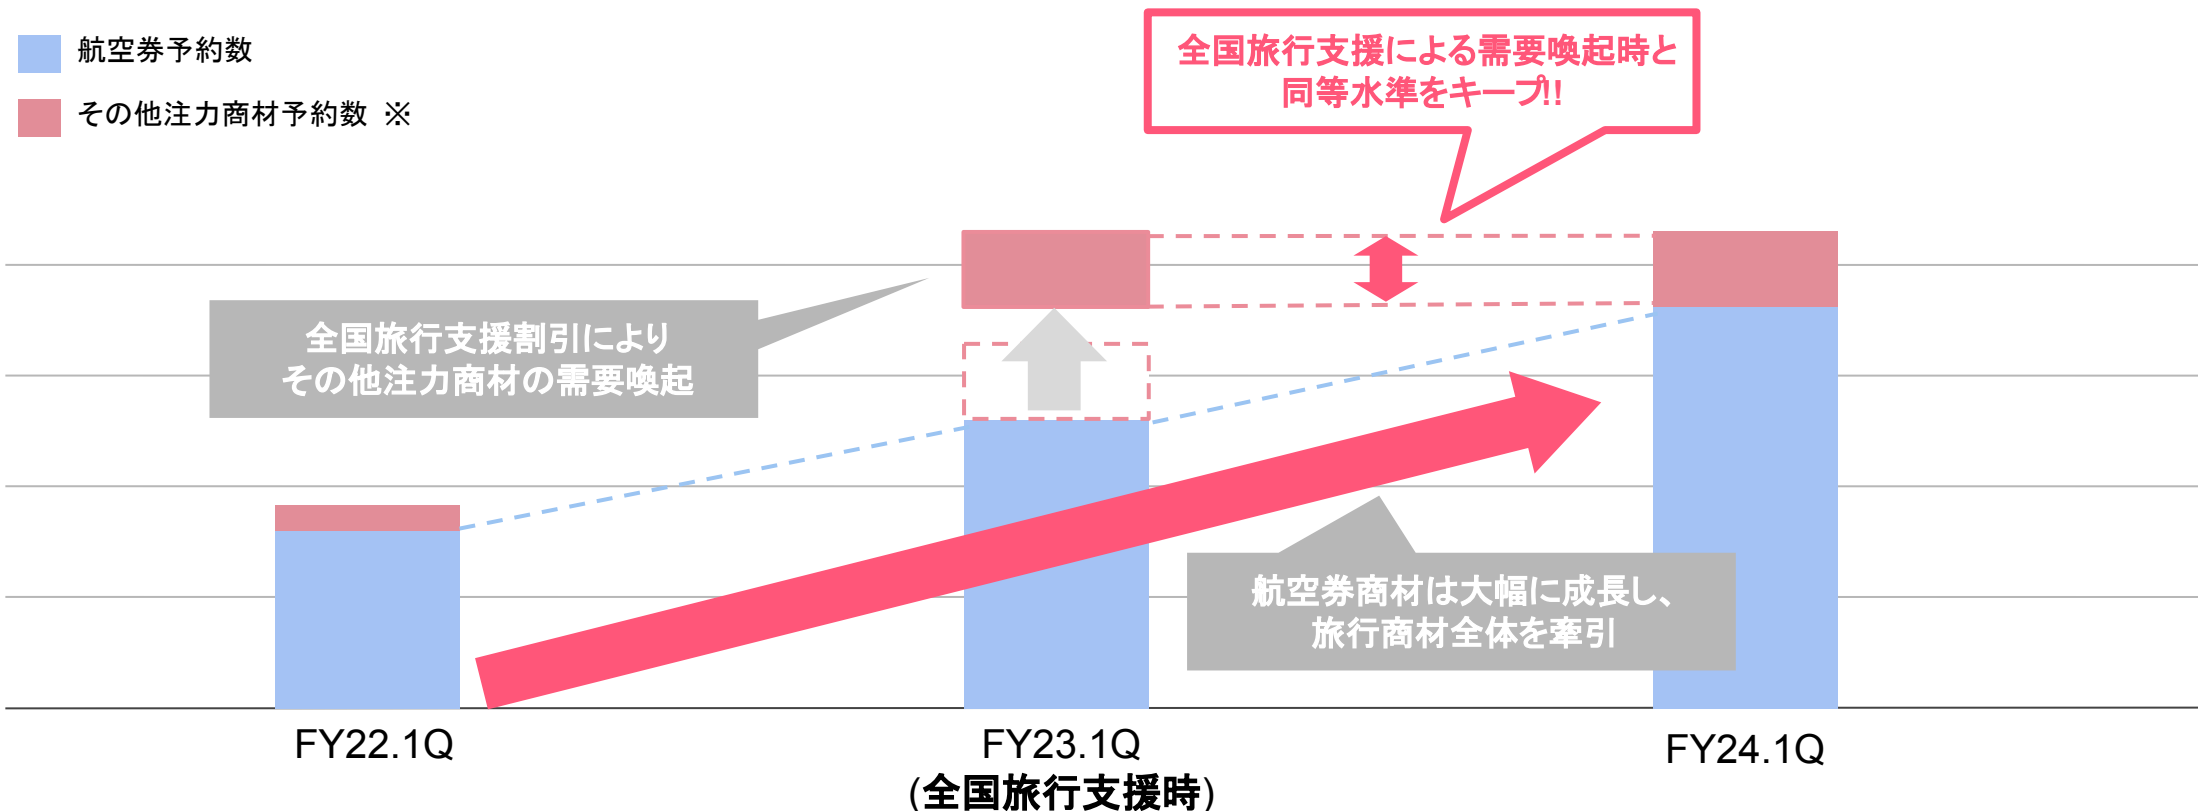 航空券予約数
その他注力商材予約数 ※
全国旅行支援による需要喚起時と
同等水準をキープ!!
全国旅行支援割引により
その他注力商材の需要喚起
航空券商材は大幅に成長し、
旅行商材全体を牽引
FY22.1Q
FY23.1Q
(全国旅行支援時)
FY24.1Q